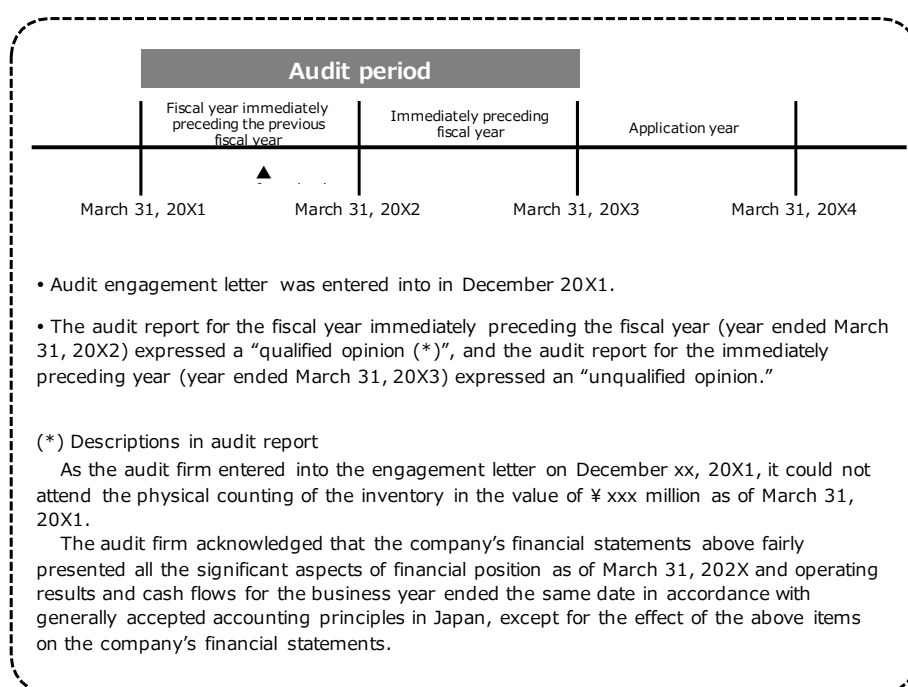 Audit period
Fiscal year immediately
preceding the previous
fiscal year
Immediately preceding
fiscal year
Application year
▲
March 31, 20X1
March 31, 20X2
March 31, 20X3
March 31, 20X4
• Audit engagement letter was entered into in December 20X1.
• The audit report for the fiscal year immediately preceding the fiscal year (year ended March
31, 20X2) expressed a “qualified opinion (*)”, and the audit report for the immediately
preceding year (year ended March 31, 20X3) expressed an “unqualified opinion.”
(*) Descriptions in audit report
As the audit firm entered into the engagement letter on December xx, 20X1, it could not
attend the physical counting of the inventory in the value of ¥ xxx million as of March 31,
20X1.
The audit firm acknowledged that the company’s financial statements above fairly
presented all the significant aspects of financial position as of March 31, 202X and operating
results and cash flows for the business year ended the same date in accordance with
generally accepted accounting principles in Japan, except for the effect of the above items
on the company’s financial statements.